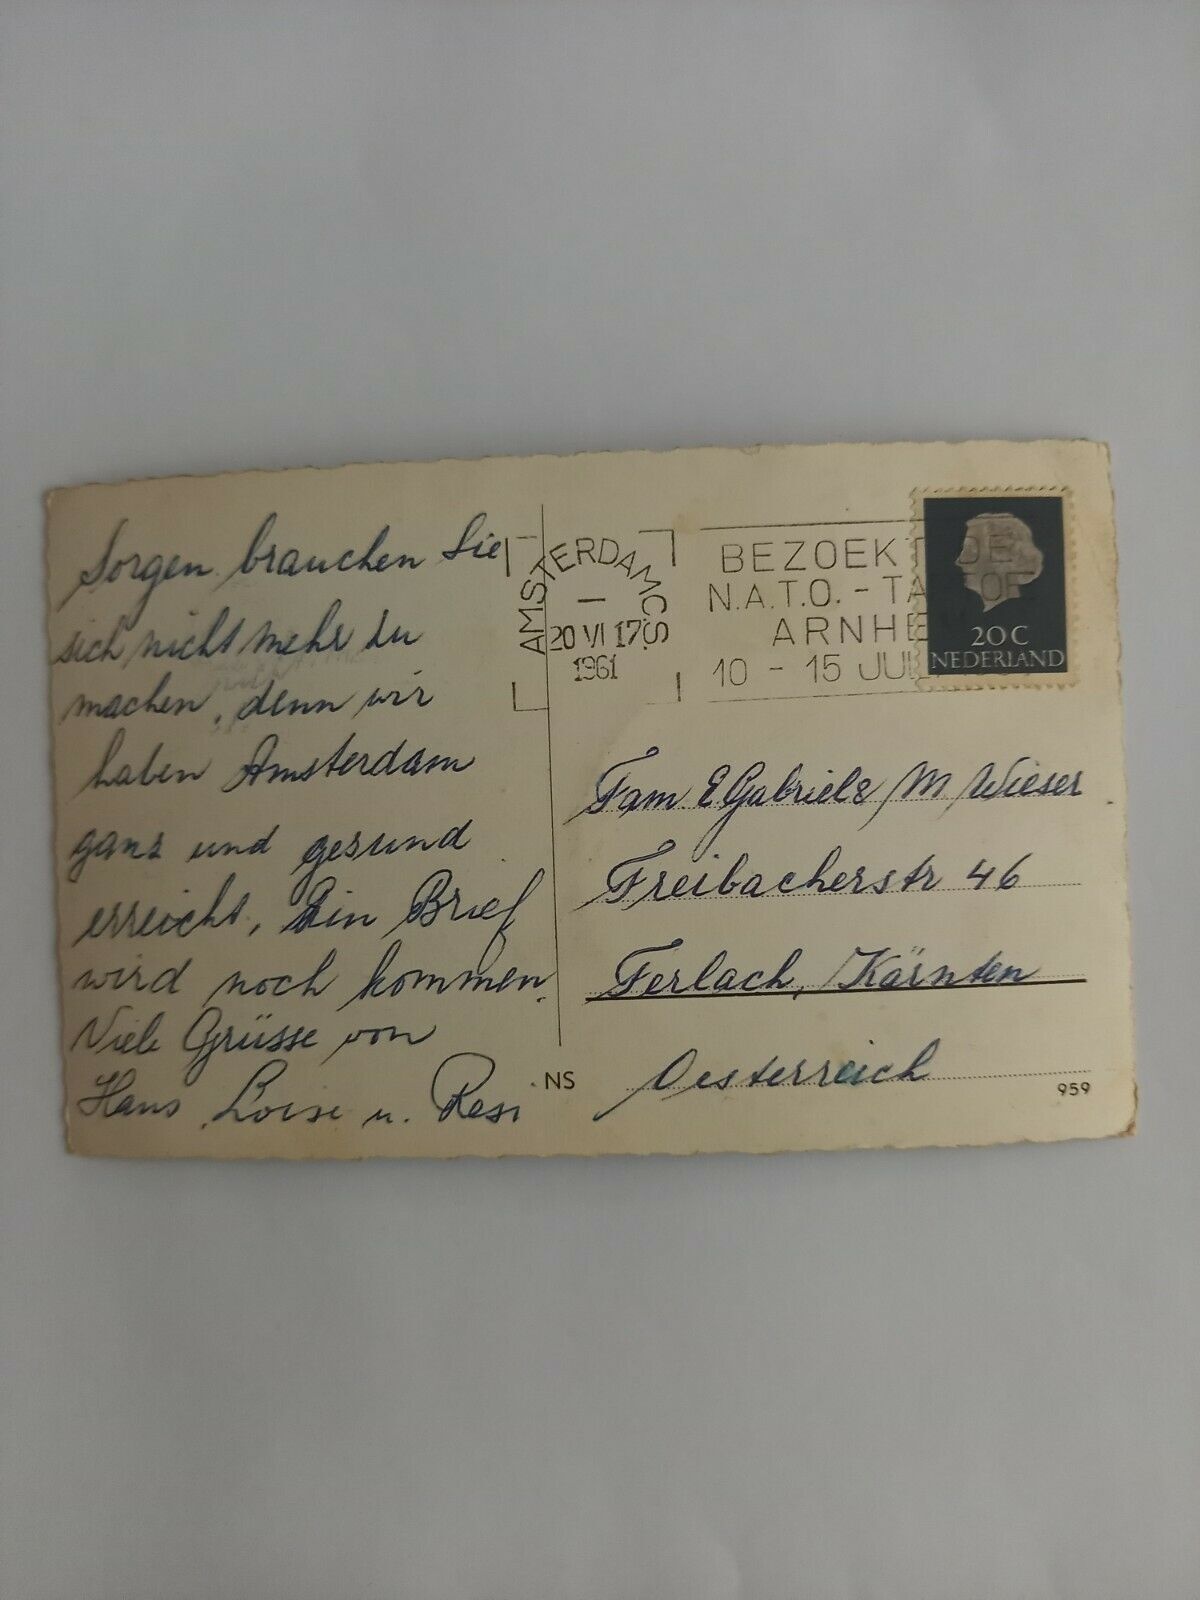 Sorgen brauchen Sie
sich nicht mehr zu
machen, denn wir
haben Amsterdam
ganz und gesund
erreicht, Ein Brief
wird noch kommen.
Viele Grüsse von
Hans Loise u. Resi
AMSTERDAM C.S.
20 VI 17
1961
BEZOEKT DE
N.A.T.O. - TA
ARNHE
10 - 15 JUL
20 C
NEDERLAND
Fam E Gabriele M Wieser
Freibacherstr 46
Ferlach, Kärnten
Oesterreich
NS
959